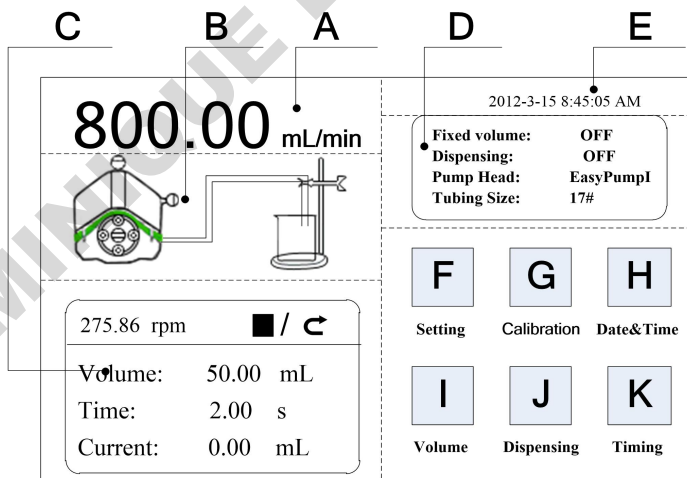 C B A D E
800.00 mL/min
2012-3-15 8:45:05 AM
Fixed volume: OFF
Dispensing: OFF
Pump Head: EasyPumpI
Tubing Size: 17#
275.86 rpm ■/
Volume: 50.00 mL
Time: 2.00 s
Current: 0.00 mL
F G H
Setting Calibration Date&Time
I J K
Volume Dispensing Timing
MINIQUE